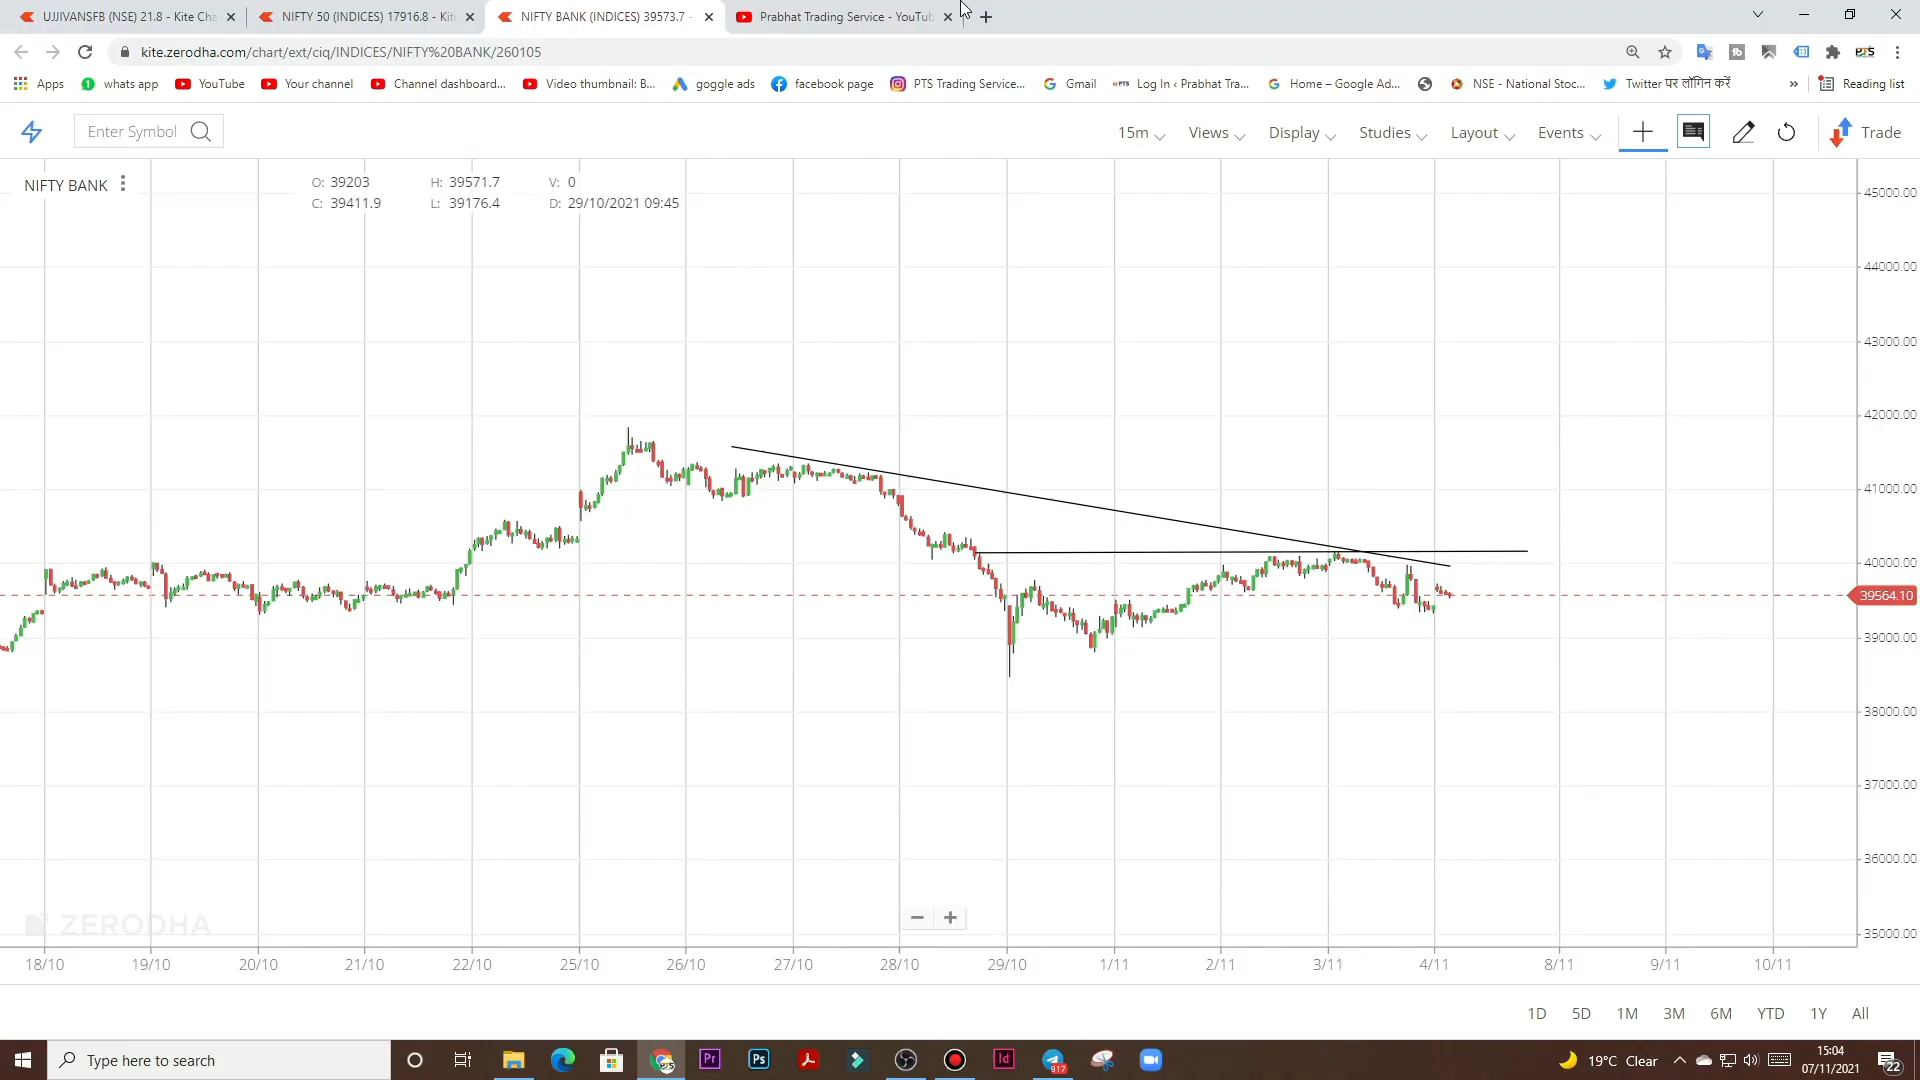 UJJIVANSFB (NSE) 21.8 - Kite Cha
NIFTY 50 (INDICES) 17916.8 - Kit
NIFTY BANK (INDICES) 39573.7 -
Prabhat Trading Service - YouTub
kite.zerodha.com/chart/ext/ciq/INDICES/NIFTY%20BANK/260105
PTS
Apps whats app YouTube Your channel Channel dashboard... Video thumbnail: B... goggle ads facebook page PTS Trading Service... Gmail Log In ‹ Prabhat Tra... Home – Google Ad... NSE - National Stoc... Twitter पर लॉगिन करें » Reading list
Enter Symbol
15m Views Display Studies Layout Events Trade
NIFTY BANK
O: 39203 H: 39571.7 V: 0
C: 39411.9 L: 39176.4 D: 29/10/2021 09:45
45000.00
44000.00
43000.00
42000.00
41000.00
40000.00
39564.10
39000.00
38000.00
37000.00
36000.00
35000.00
ZERODHA
18/10 19/10 20/10 21/10 22/10 25/10 26/10 27/10 28/10 29/10 1/11 2/11 3/11 4/11 8/11 9/11 10/11
1D 5D 1M 3M 6M YTD 1Y All
Type here to search
Pr Ps Id 917
19°C Clear
15:04
07/11/2021
22